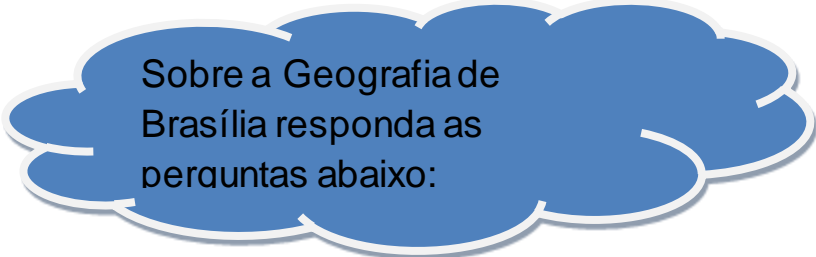 Sobre a Geografia de
Brasília responda as
perguntas abaixo: